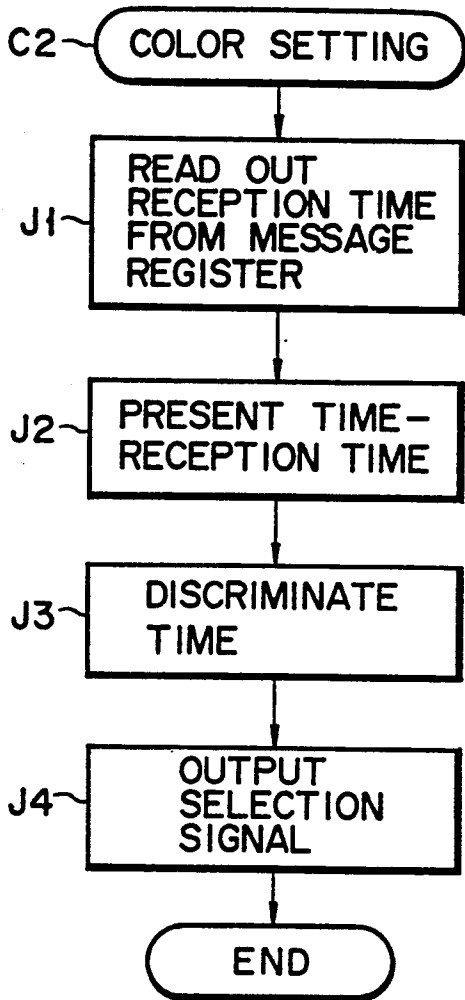 C2 COLOR SETTING
J1
READ OUT
RECEPTION TIME
FROM MESSAGE
REGISTER
J2
PRESENT TIME-
RECEPTION TIME
J3
DISCRIMINATE
TIME
J4
OUTPUT
SELECTION
SIGNAL
END